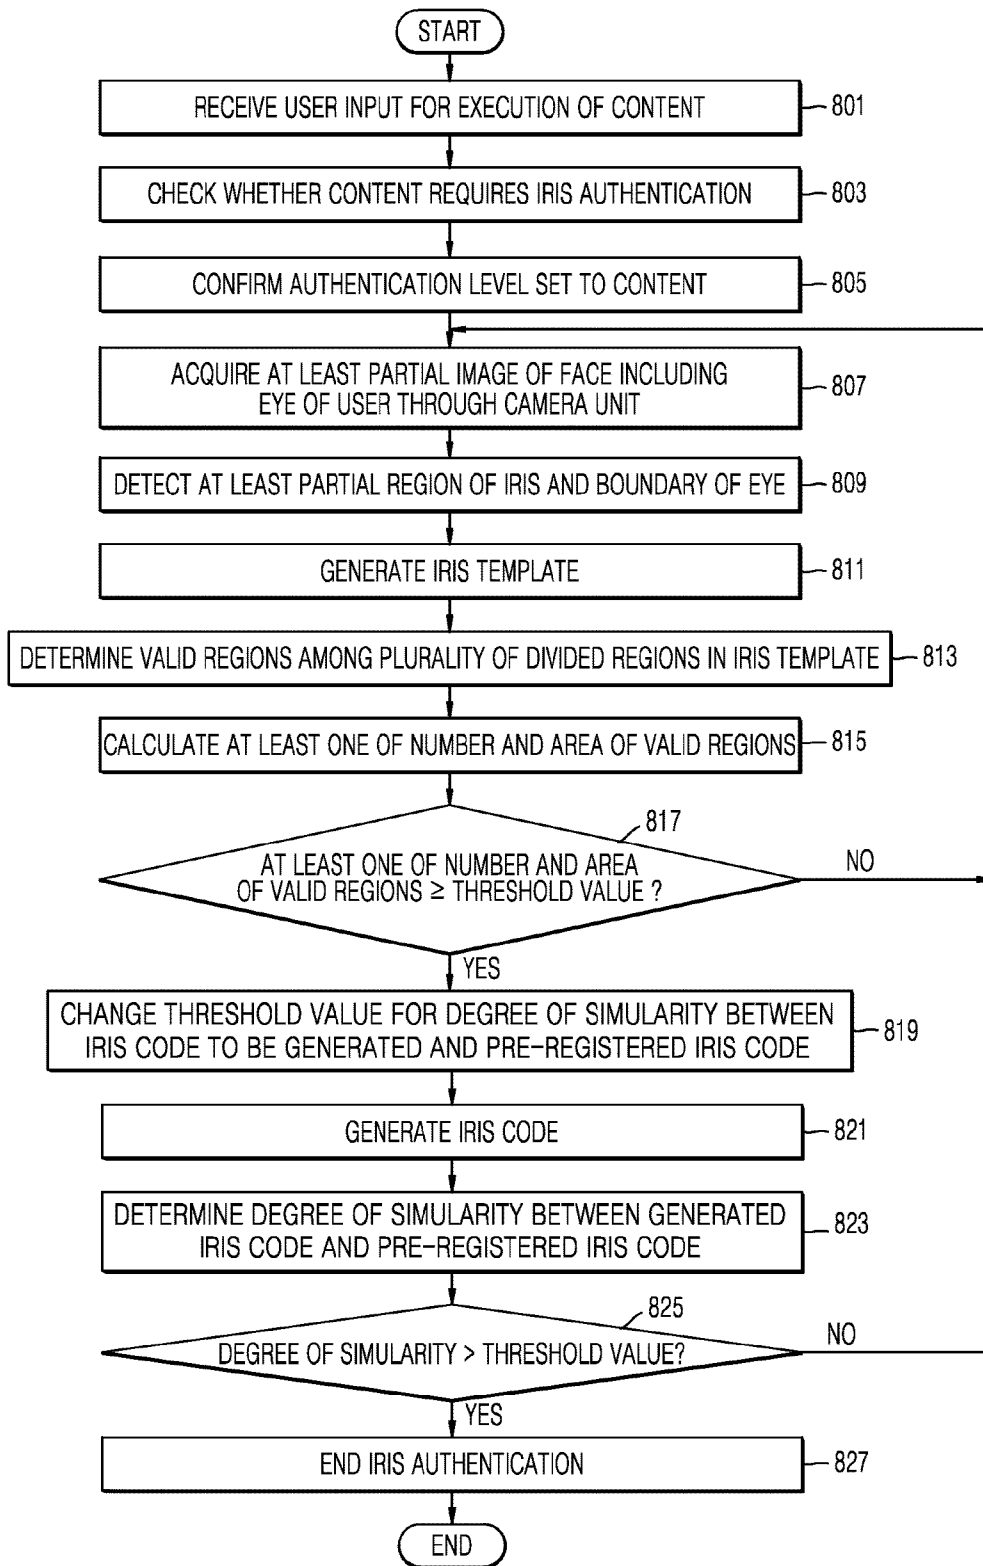 START
RECEIVE USER INPUT FOR EXECUTION OF CONTENT
801
CHECK WHETHER CONTENT REQUIRES IRIS AUTHENTICATION
803
CONFIRM AUTHENTICATION LEVEL SET TO CONTENT
805
ACQUIRE AT LEAST PARTIAL IMAGE OF FACE INCLUDING
EYE OF USER THROUGH CAMERA UNIT
807
DETECT AT LEAST PARTIAL REGION OF IRIS AND BOUNDARY OF EYE
809
GENERATE IRIS TEMPLATE
811
DETERMINE VALID REGIONS AMONG PLURALITY OF DIVIDED REGIONS IN IRIS TEMPLATE
813
CALCULATE AT LEAST ONE OF NUMBER AND AREA OF VALID REGIONS
815
817
AT LEAST ONE OF NUMBER AND AREA
OF VALID REGIONS ≥ THRESHOLD VALUE ?
NO
YES
CHANGE THRESHOLD VALUE FOR DEGREE OF SIMULARITY BETWEEN
IRIS CODE TO BE GENERATED AND PRE-REGISTERED IRIS CODE
819
GENERATE IRIS CODE
821
DETERMINE DEGREE OF SIMULARITY BETWEEN GENERATED
IRIS CODE AND PRE-REGISTERED IRIS CODE
823
825
DEGREE OF SIMULARITY > THRESHOLD VALUE?
NO
YES
END IRIS AUTHENTICATION
827
END